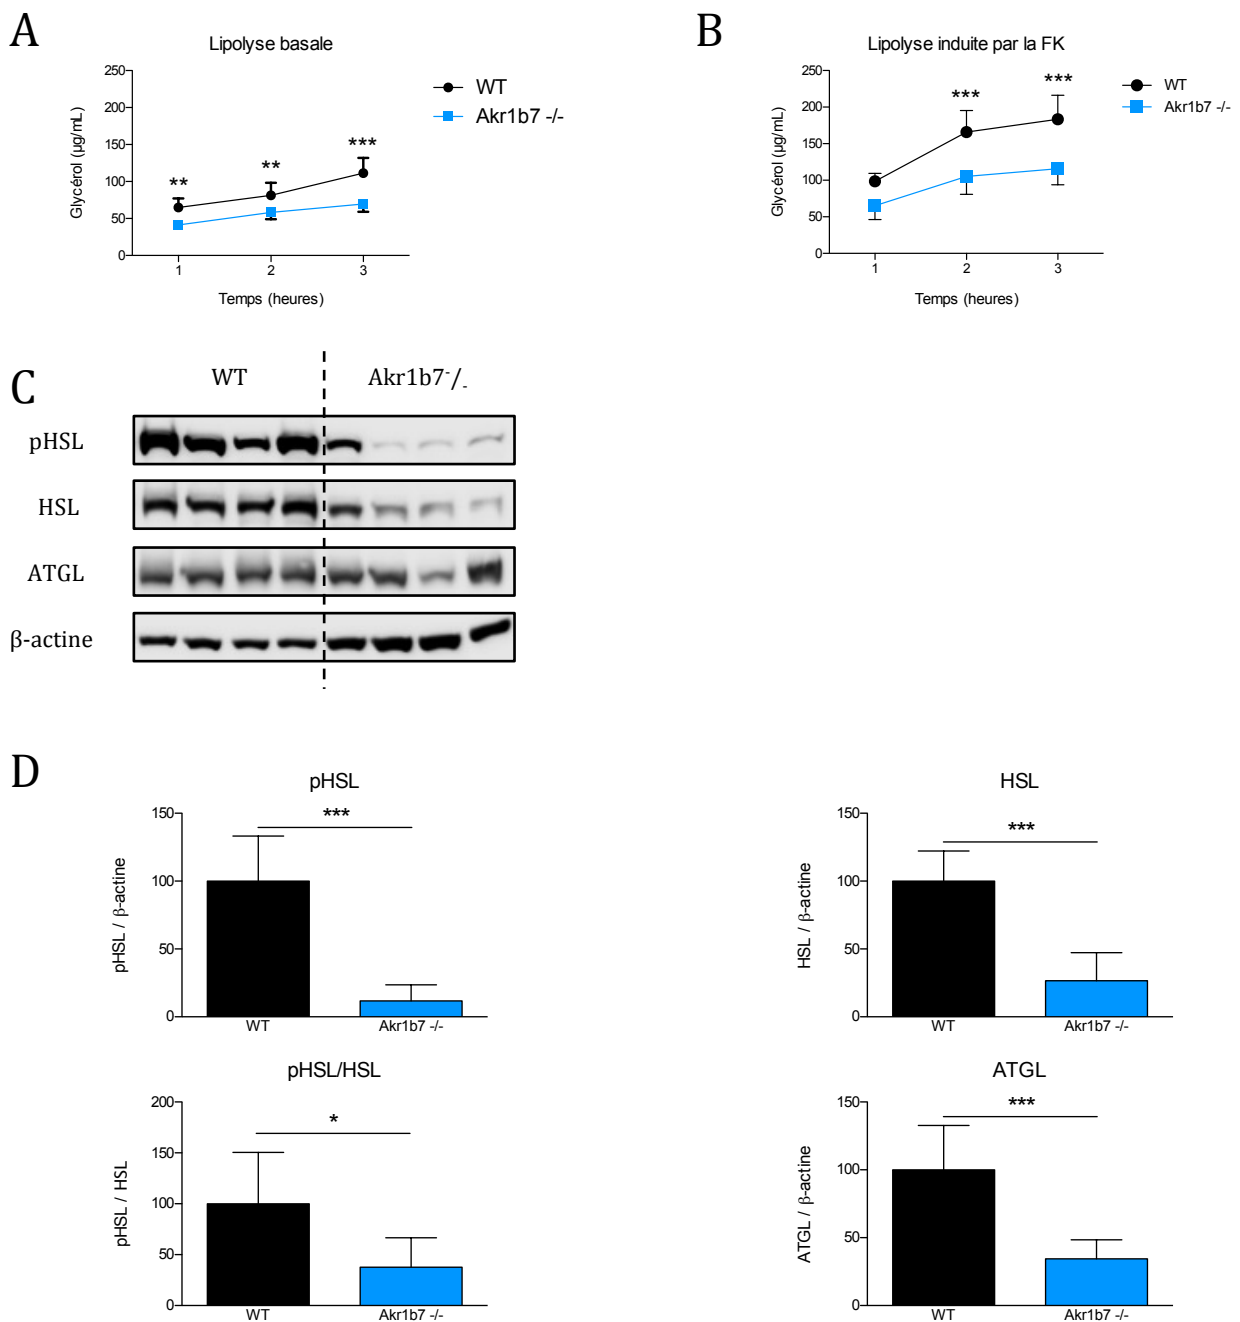 A
Lipolyse basale
Glycérol (µg/mL)
250
200
150
100
50
0
**
**
***
1
2
3
Temps (heures)
WT
Akr1b7 -/-
B
Lipolyse induite par la FK
Glycérol (µg/mL)
250
200
150
100
50
0
***
***
1
2
3
Temps (heures)
WT
Akr1b7 -/-
C
WT
Akr1b7-/-
pHSL
HSL
ATGL
β-actine
D
pHSL
pHSL / β-actine
150
100
50
0
***
WT
Akr1b7 -/-
HSL
HSL / β-actine
150
100
50
0
***
WT
Akr1b7 -/-
pHSL/HSL
pHSL / HSL
200
150
100
50
0
*
WT
Akr1b7 -/-
ATGL
ATGL / β-actine
150
100
50
0
***
WT
Akr1b7 -/-